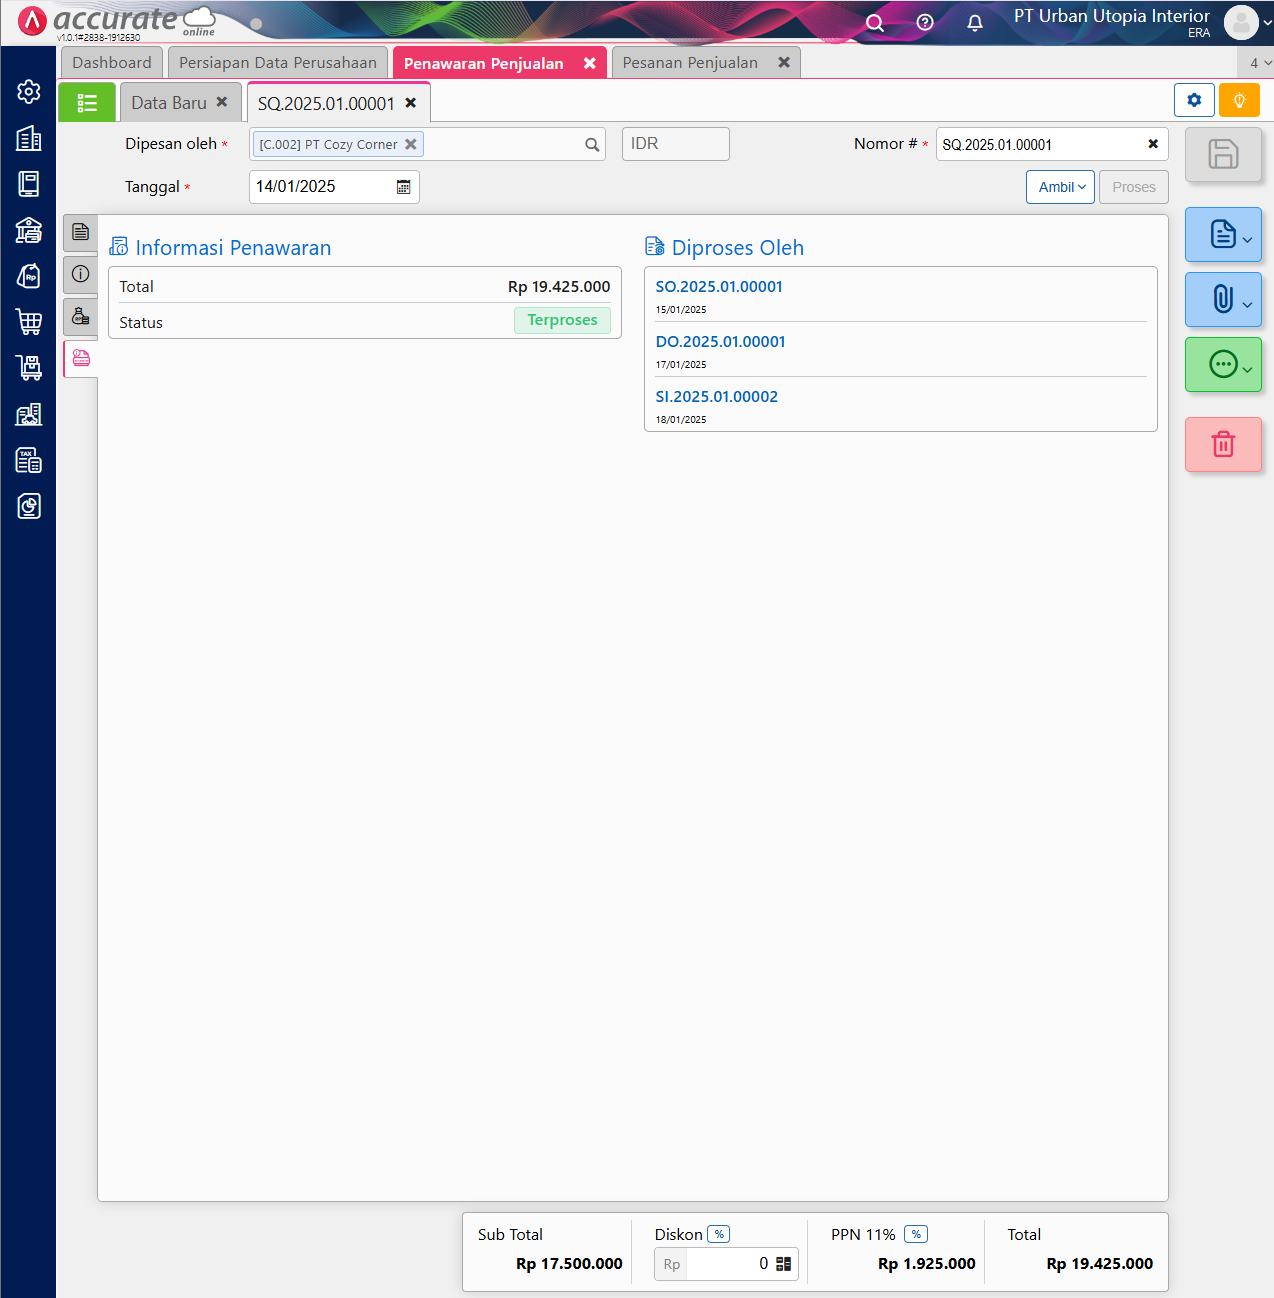 accurate
online
v1.0.1#2838-1912630
PT Urban Utopia Interior
ERA
Dashboard
Persiapan Data Perusahaan
Penawaran Penjualan
Pesanan Penjualan
4
Data Baru
SQ.2025.01.00001
Dipesan oleh *
[C.002] PT Cozy Corner
IDR
Nomor # *
SQ.2025.01.00001
Tanggal *
14/01/2025
Ambil
Proses
Informasi Penawaran
Total
Rp 19.425.000
Status
Terproses
Diproses Oleh
SO.2025.01.00001
15/01/2025
DO.2025.01.00001
17/01/2025
SI.2025.01.00002
18/01/2025
Sub Total
Rp 17.500.000
Diskon %
Rp 0
PPN 11% %
Rp 1.925.000
Total
Rp 19.425.000